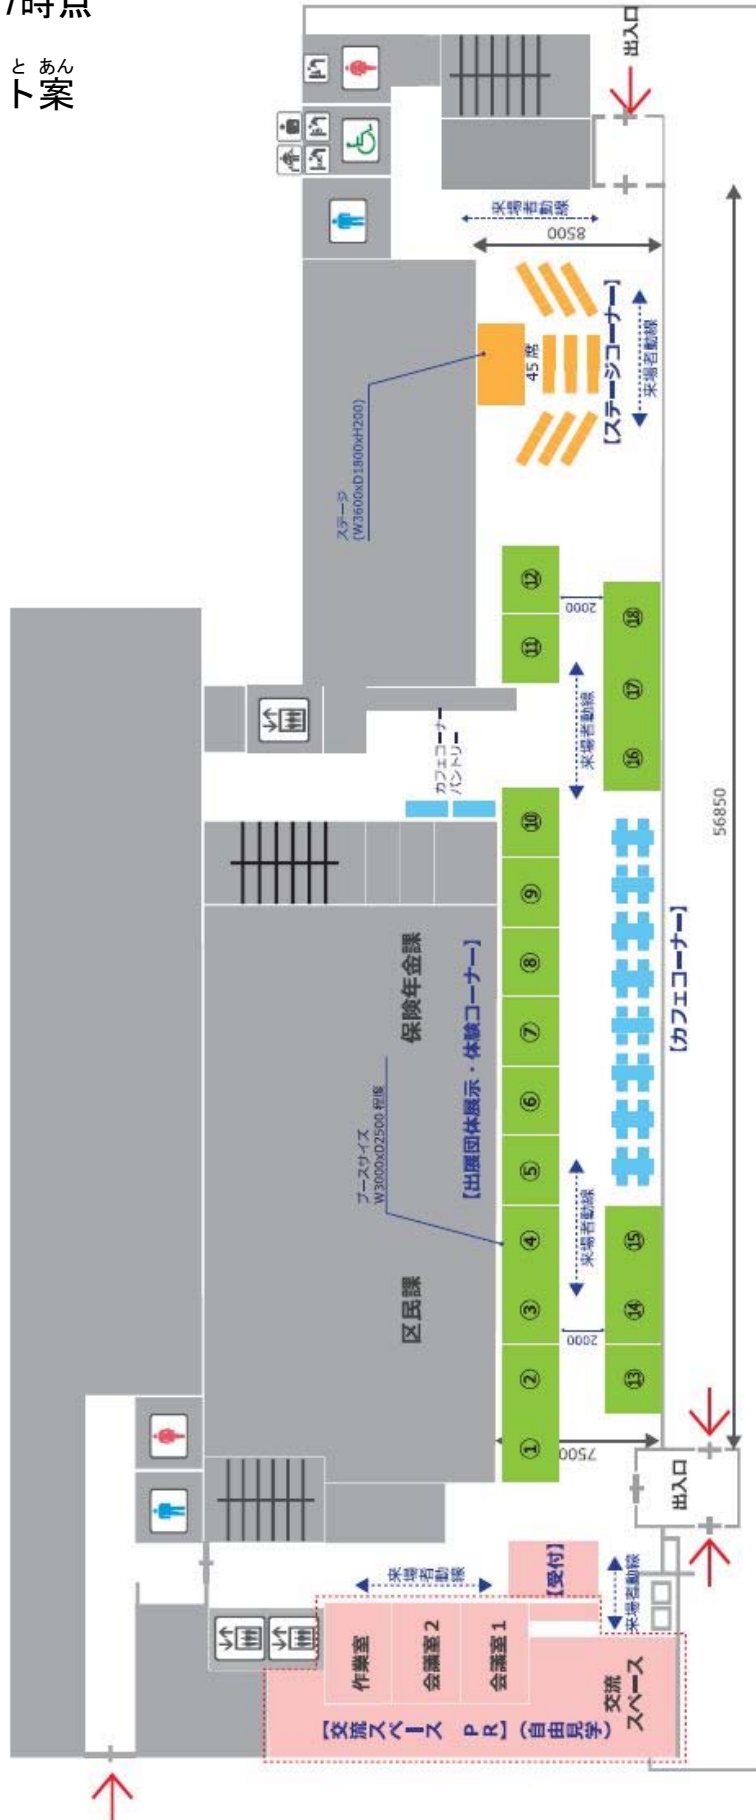 時点
と あん
ト案
出入口
来場者動線
8500
45席
【ステージコーナー】
来場者動線
ステージ
(W3600xD1800xH200)
⑫
⑪
2000
⑱
⑰
⑯
来場者動線
カフェコーナー
パントリー
56850
⑩
⑨
⑧
⑦
⑥
⑤
④
③
②
①
保険年金課
区民課
【出展団体展示・体験コーナー】
ブースサイズ
W3000xD2500 程度
【カフェコーナー】
来場者動線
2000
⑮
⑭
⑬
7500
出入口
来場者動線
【受付】
来場者動線
作業室
会議室2
会議室1
交流
スペース
【交流スペース PR】(自由見学)